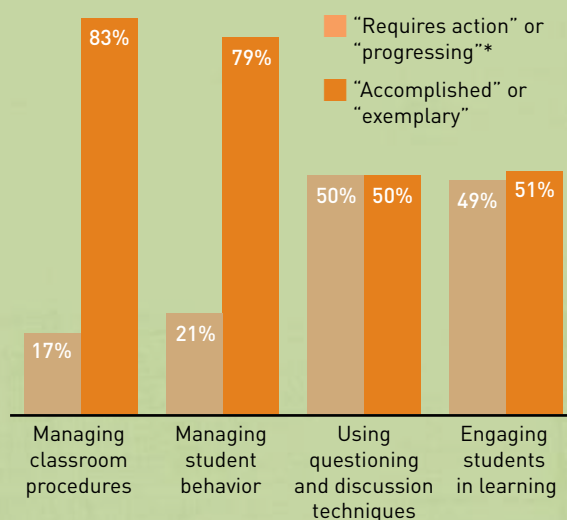 “Requires action” or
“progressing”*
“Accomplished” or
“exemplary”
83%
79%
50%
50%
49%
51%
17%
21%
Managing
classroom
procedures
Managing
student
behavior
Using
questioning
and discussion
techniques
Engaging
students
in learning